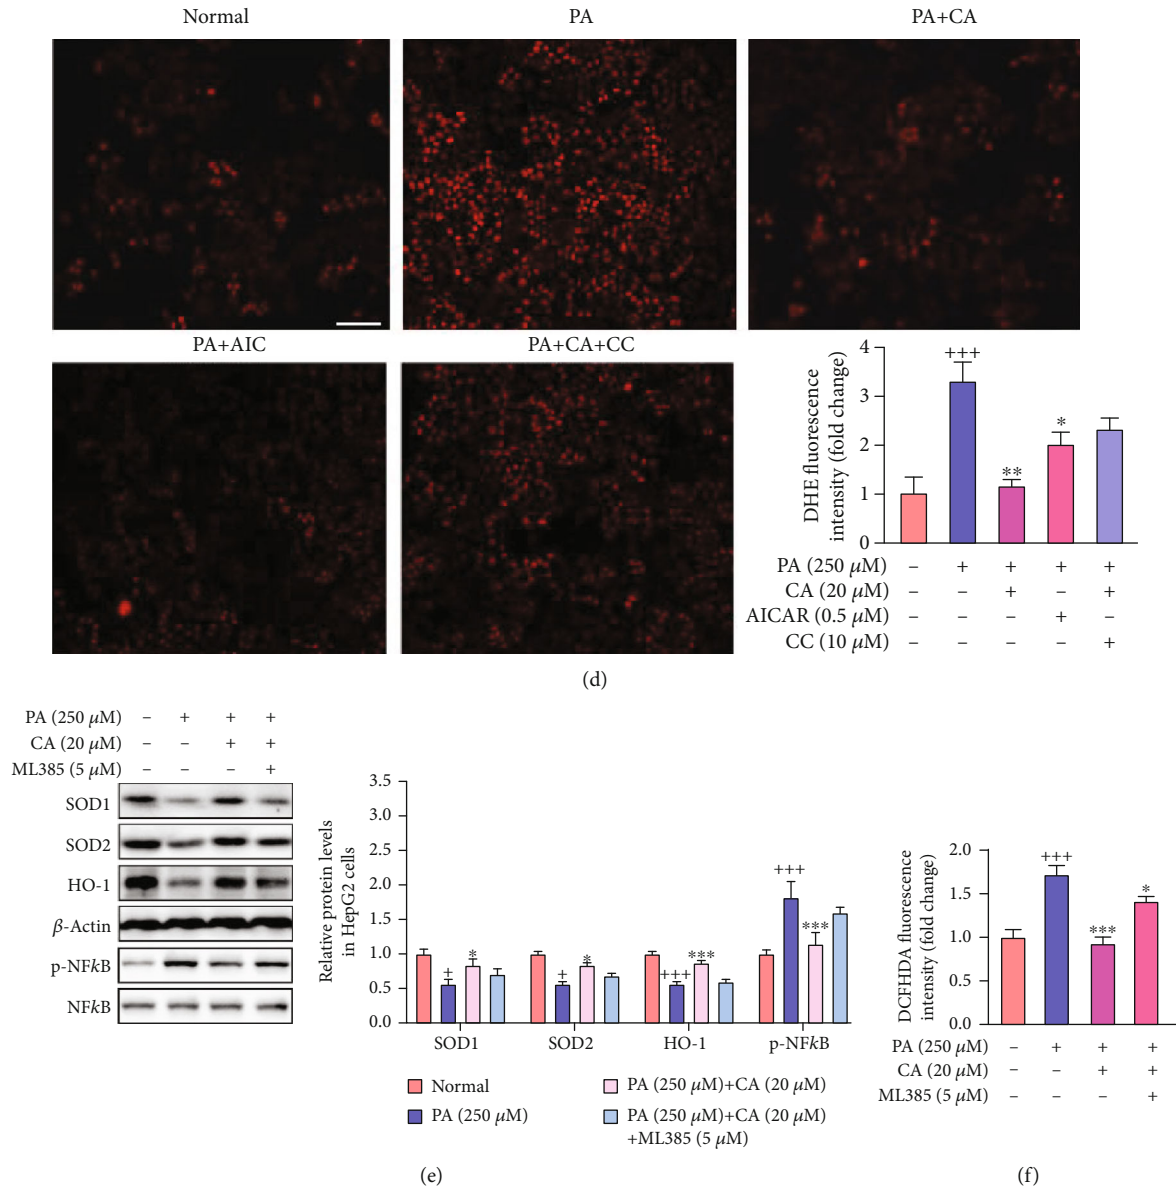 Normal
PA
PA+CA
PA+AIC
PA+CA+CC
DHE fluorescence
intensity (fold change)
4
3
2
1
0
+++
**
*
PA (250 μM) – + + + +
CA (20 μM) – – + – +
AICAR (0.5 μM) – – – + –
CC (10 μM) – – – – +
(d)
PA (250 μM) – + + +
CA (20 μM) – – + +
ML385 (5 μM) – – – +
SOD1
SOD2
HO-1
β-Actin
p-NFkB
NFkB
Relative protein levels
in HepG2 cells
3.5
3.0
2.5
2.0
1.5
1.0
0.5
0.0
+ *
+ *
+++ ***
+++ ***
SOD1 SOD2 HO-1 p-NFkB
Normal
PA (250 μM)
PA (250 μM)+CA (20 μM)
PA (250 μM)+CA (20 μM)
+ML385 (5 μM)
(e)
DCFHDA fluorescence
intensity (fold change)
2.0
1.5
1.0
0.5
0.0
+++
***
*
PA (250 μM) – + + +
CA (20 μM) – – + +
ML385 (5 μM) – – – +
(f)